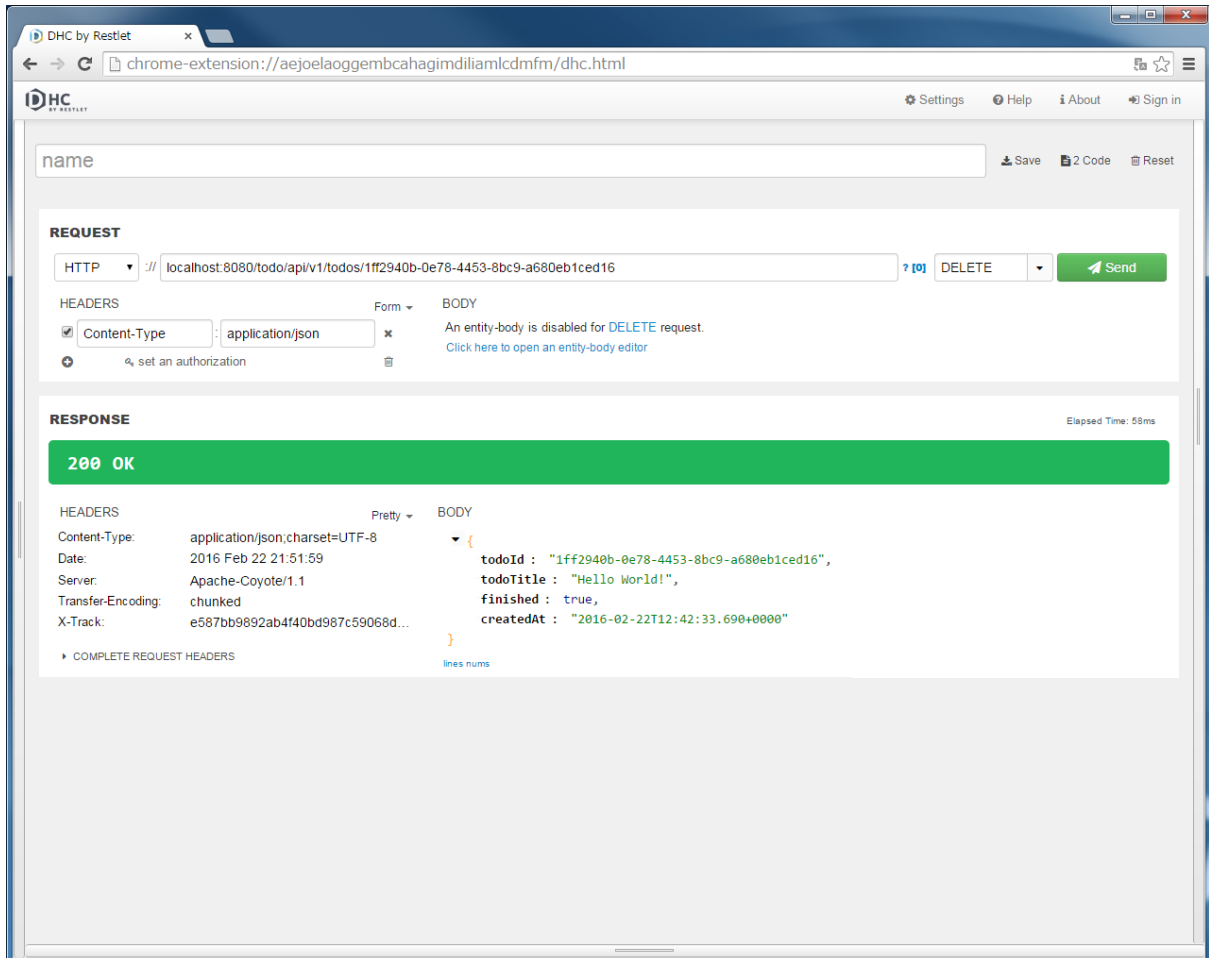 DHC by Restlet
chrome-extension://aejoelaoggembcahagimdiliamlcdmfm/dhc.html
DHC BY RESTLET Settings Help About Sign in
name Save 2 Code Reset
REQUEST
HTTP :// localhost:8080/todo/api/v1/todos/1ff2940b-0e78-4453-8bc9-a680eb1ced16 ? [0] DELETE Send
HEADERS Form BODY
Content-Type : application/json An entity-body is disabled for DELETE request.
set an authorization Click here to open an entity-body editor
RESPONSE Elapsed Time: 58ms
200 OK
HEADERS Pretty BODY
Content-Type: application/json;charset=UTF-8 {
Date: 2016 Feb 22 21:51:59 todoId : "1ff2940b-0e78-4453-8bc9-a680eb1ced16",
Server: Apache-Coyote/1.1 todoTitle : "Hello World!",
Transfer-Encoding: chunked finished : true,
X-Track: e587bb9892ab4f40bd987c59068d... createdAt : "2016-02-22T12:42:33.690+0000"
}
COMPLETE REQUEST HEADERS lines nums